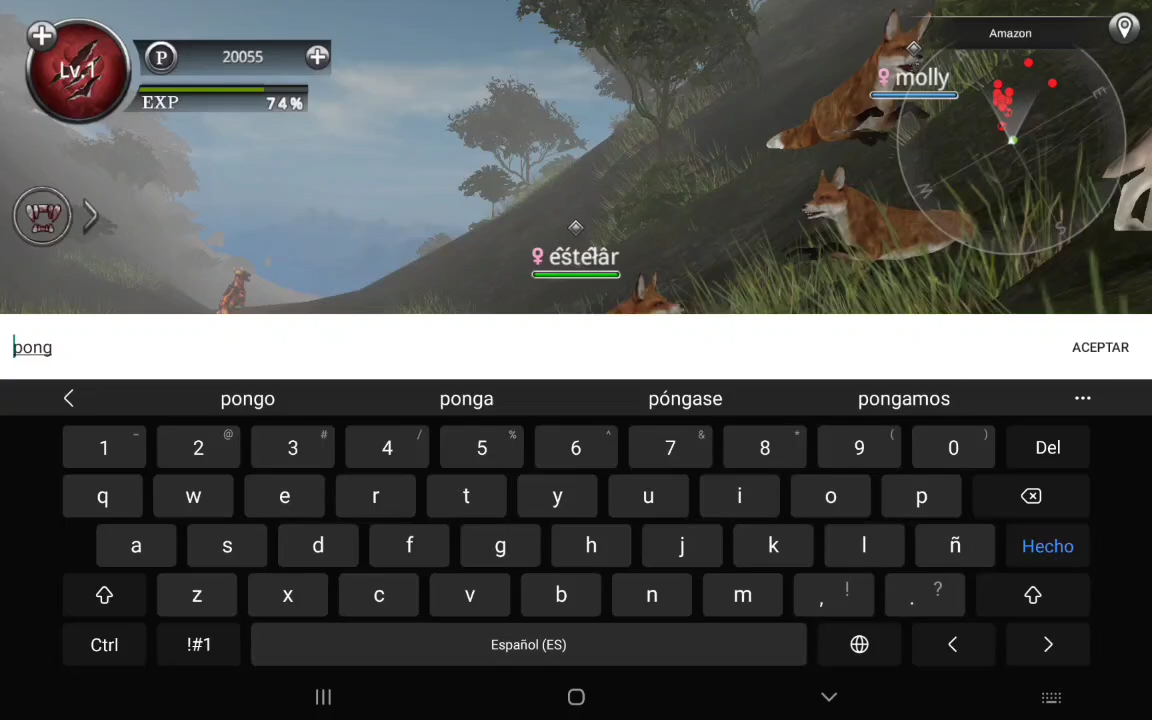 Lv.1
P 20055
EXP 74%
Amazon
molly
êstelâr
E
S
pong
ACEPTAR
pongo ponga póngase pongamos
1 2 @ 3 # 4 / 5 % 6 ^ 7 & 8 * 9 ( 0 ) Del
q w e r t y u i o p
a s d f g h j k l ñ Hecho
z x c v b n m , ! . ?
Ctrl !#1 Español (ES) < >